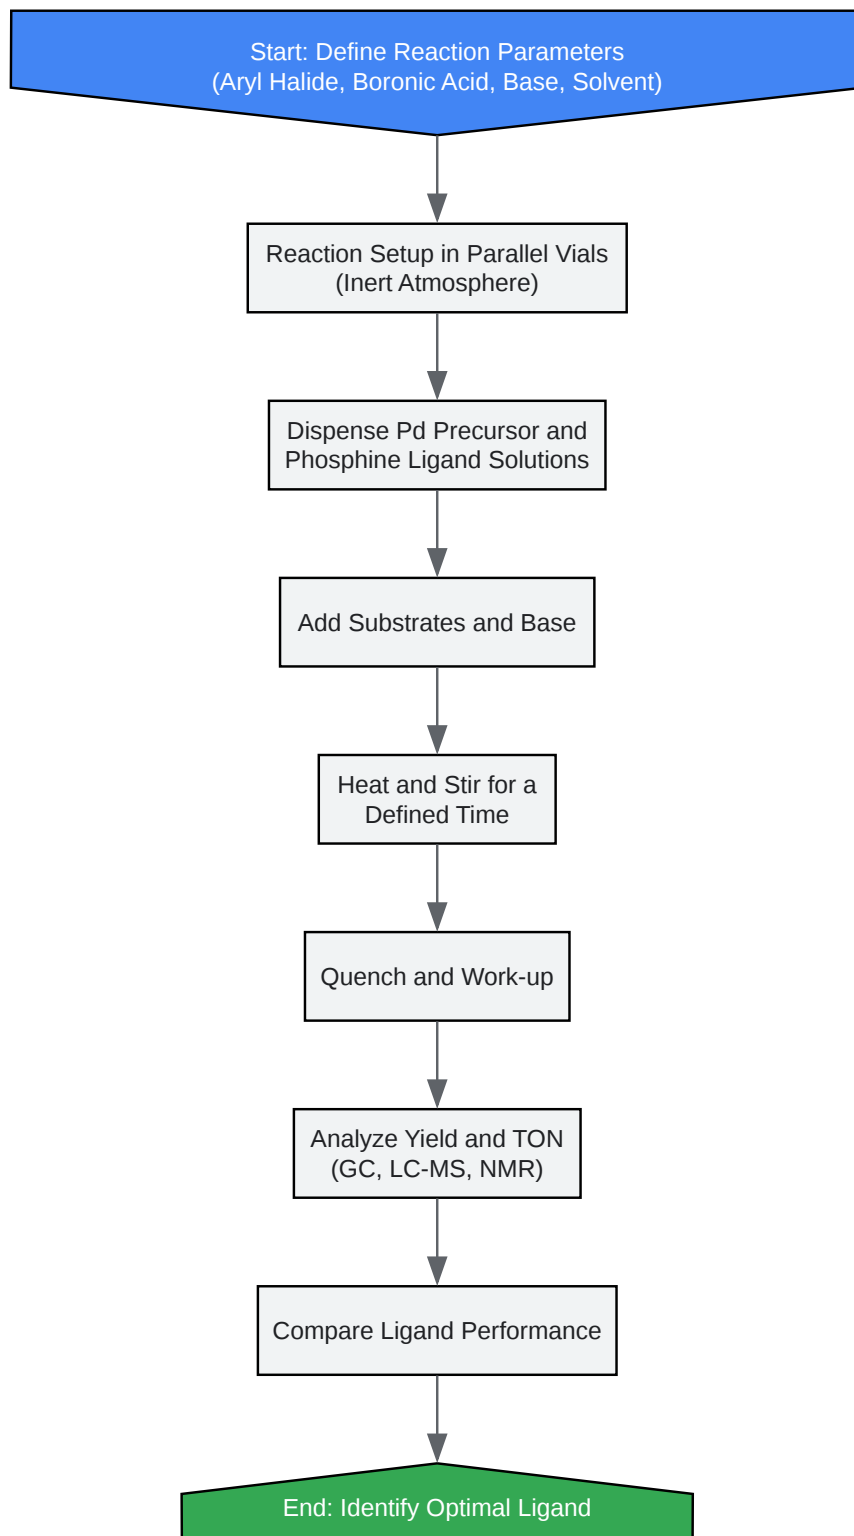 Start: Define Reaction Parameters
(Aryl Halide, Boronic Acid, Base, Solvent)
Reaction Setup in Parallel Vials
(Inert Atmosphere)
Dispense Pd Precursor and
Phosphine Ligand Solutions
Add Substrates and Base
Heat and Stir for a
Defined Time
Quench and Work-up
Analyze Yield and TON
(GC, LC-MS, NMR)
Compare Ligand Performance
End: Identify Optimal Ligand